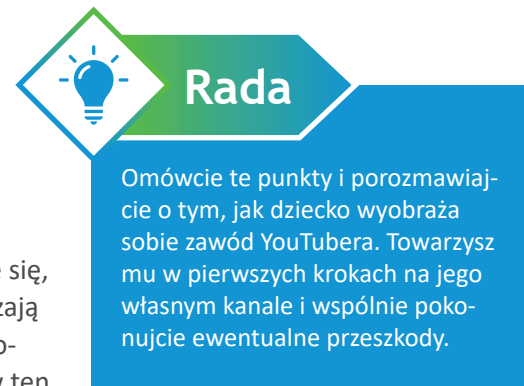 Rada
Omówcie te punkty i porozmawiaj-
cie o tym, jak dziecko wyobraża
sobie zawód YouTubera. Towarzysz
mu w pierwszych krokach na jego
własnym kanale i wspólnie poko-
nujcie ewentualne przeszkody.
się,
zają
o-
ten